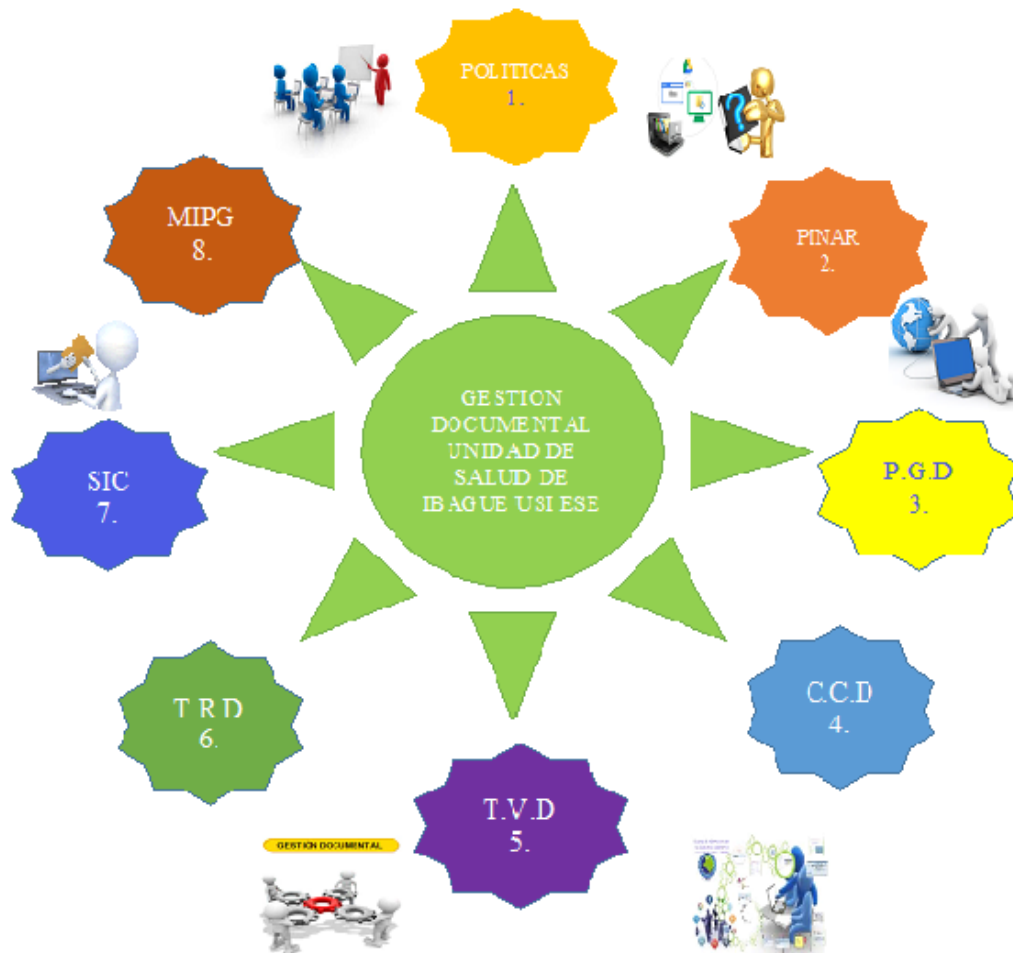 POLITICAS
1.
PINAR
2.
P.G.D
3.
C.C.D
4.
T.V.D
5.
T.R.D
6.
SIC
7.
MIPG
8.
GESTION
DOCUMENTAL
UNIDAD DE
SALUD DE
IBAGUE USI ESE
GESTIÓN DOCUMENTAL